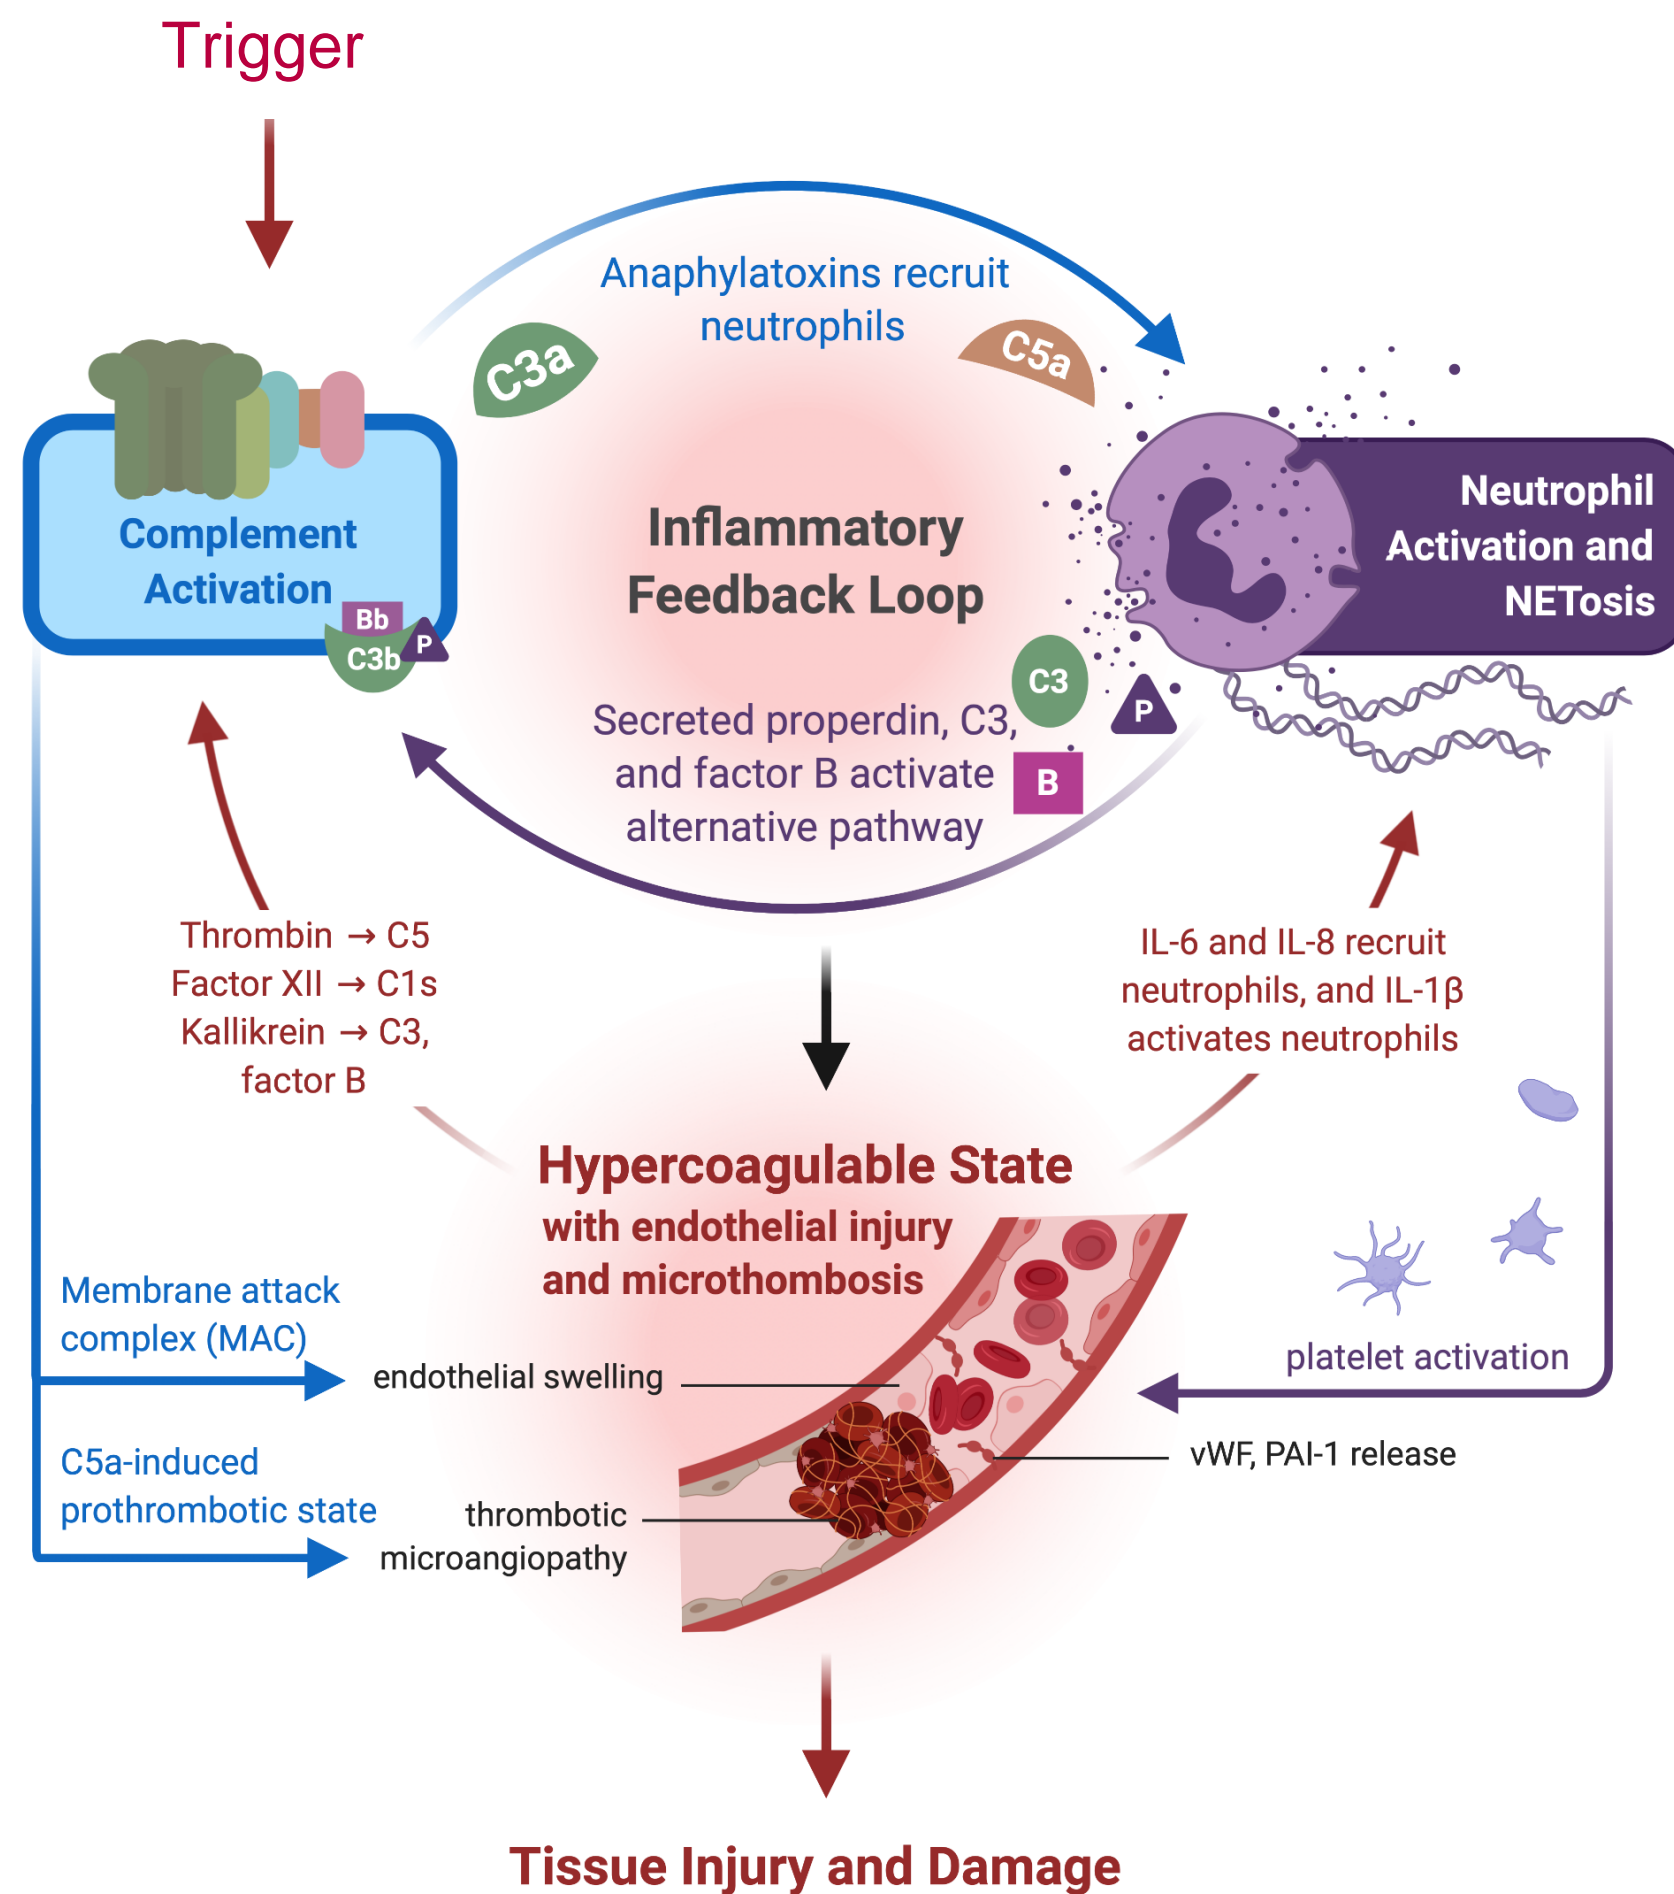 Trigger
Anaphylatoxins recruit
neutrophils
C3a
C5a
Complement
Activation
Bb
C3b
P
Inflammatory
Feedback Loop
Neutrophil
Activation and
NETosis
Secreted properdin, C3,
and factor B activate
alternative pathway
C3
P
B
Thrombin → C5
Factor XII → C1s
Kallikrein → C3,
factor B
IL-6 and IL-8 recruit
neutrophils, and IL-1β
activates neutrophils
Hypercoagulable State
with endothelial injury
and microthombosis
Membrane attack
complex (MAC)
endothelial swelling
C5a-induced
prothrombotic state
thrombotic
microangiopathy
platelet activation
vWF, PAI-1 release
Tissue Injury and Damage